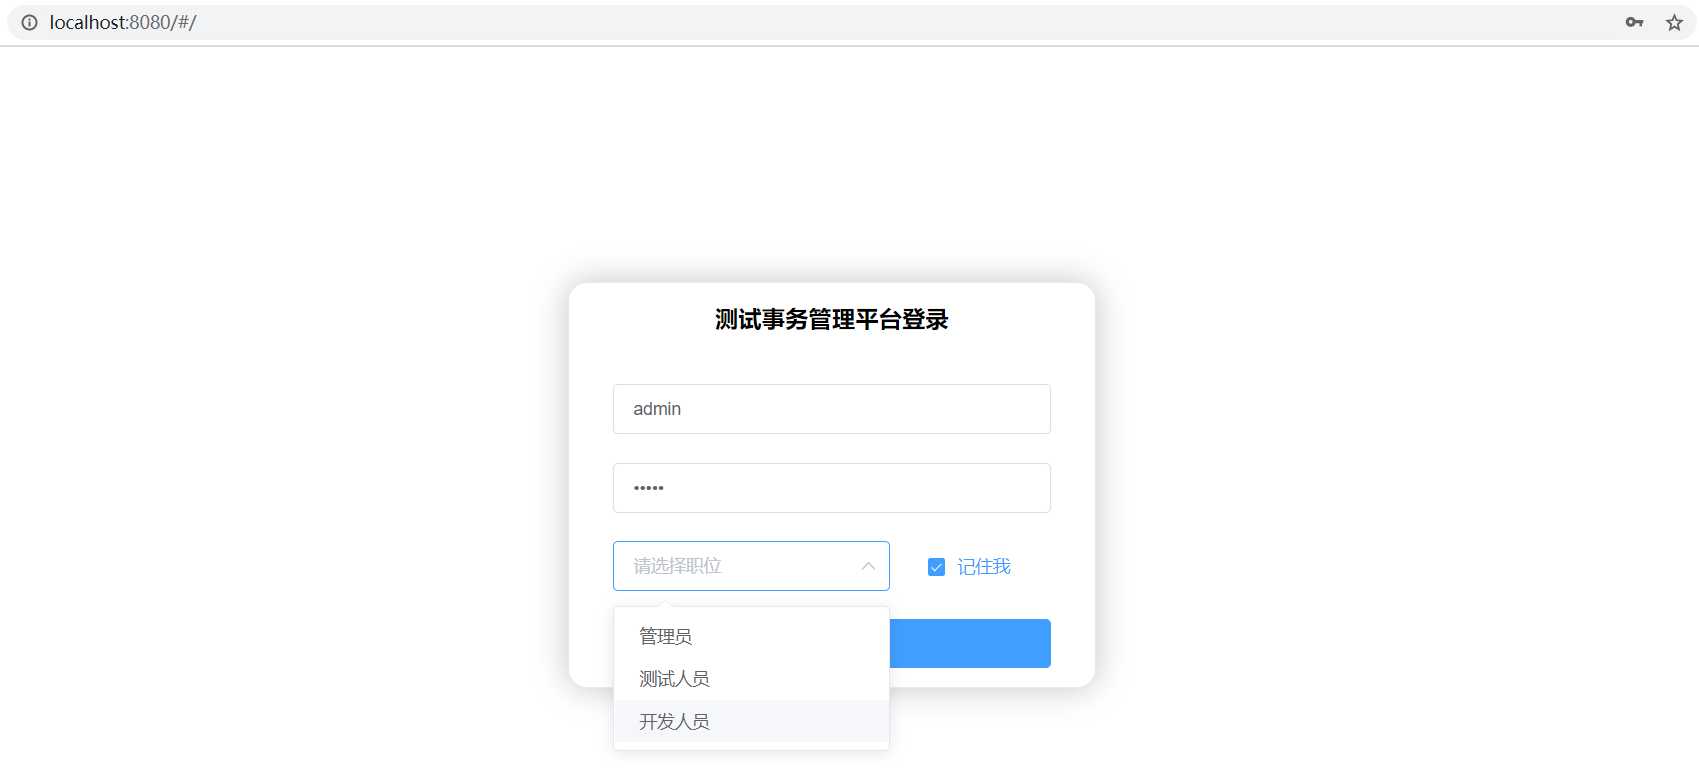 localhost:8080/#/
测试事务管理平台登录
admin
•••••
请选择职位
记住我
管理员
测试人员
开发人员